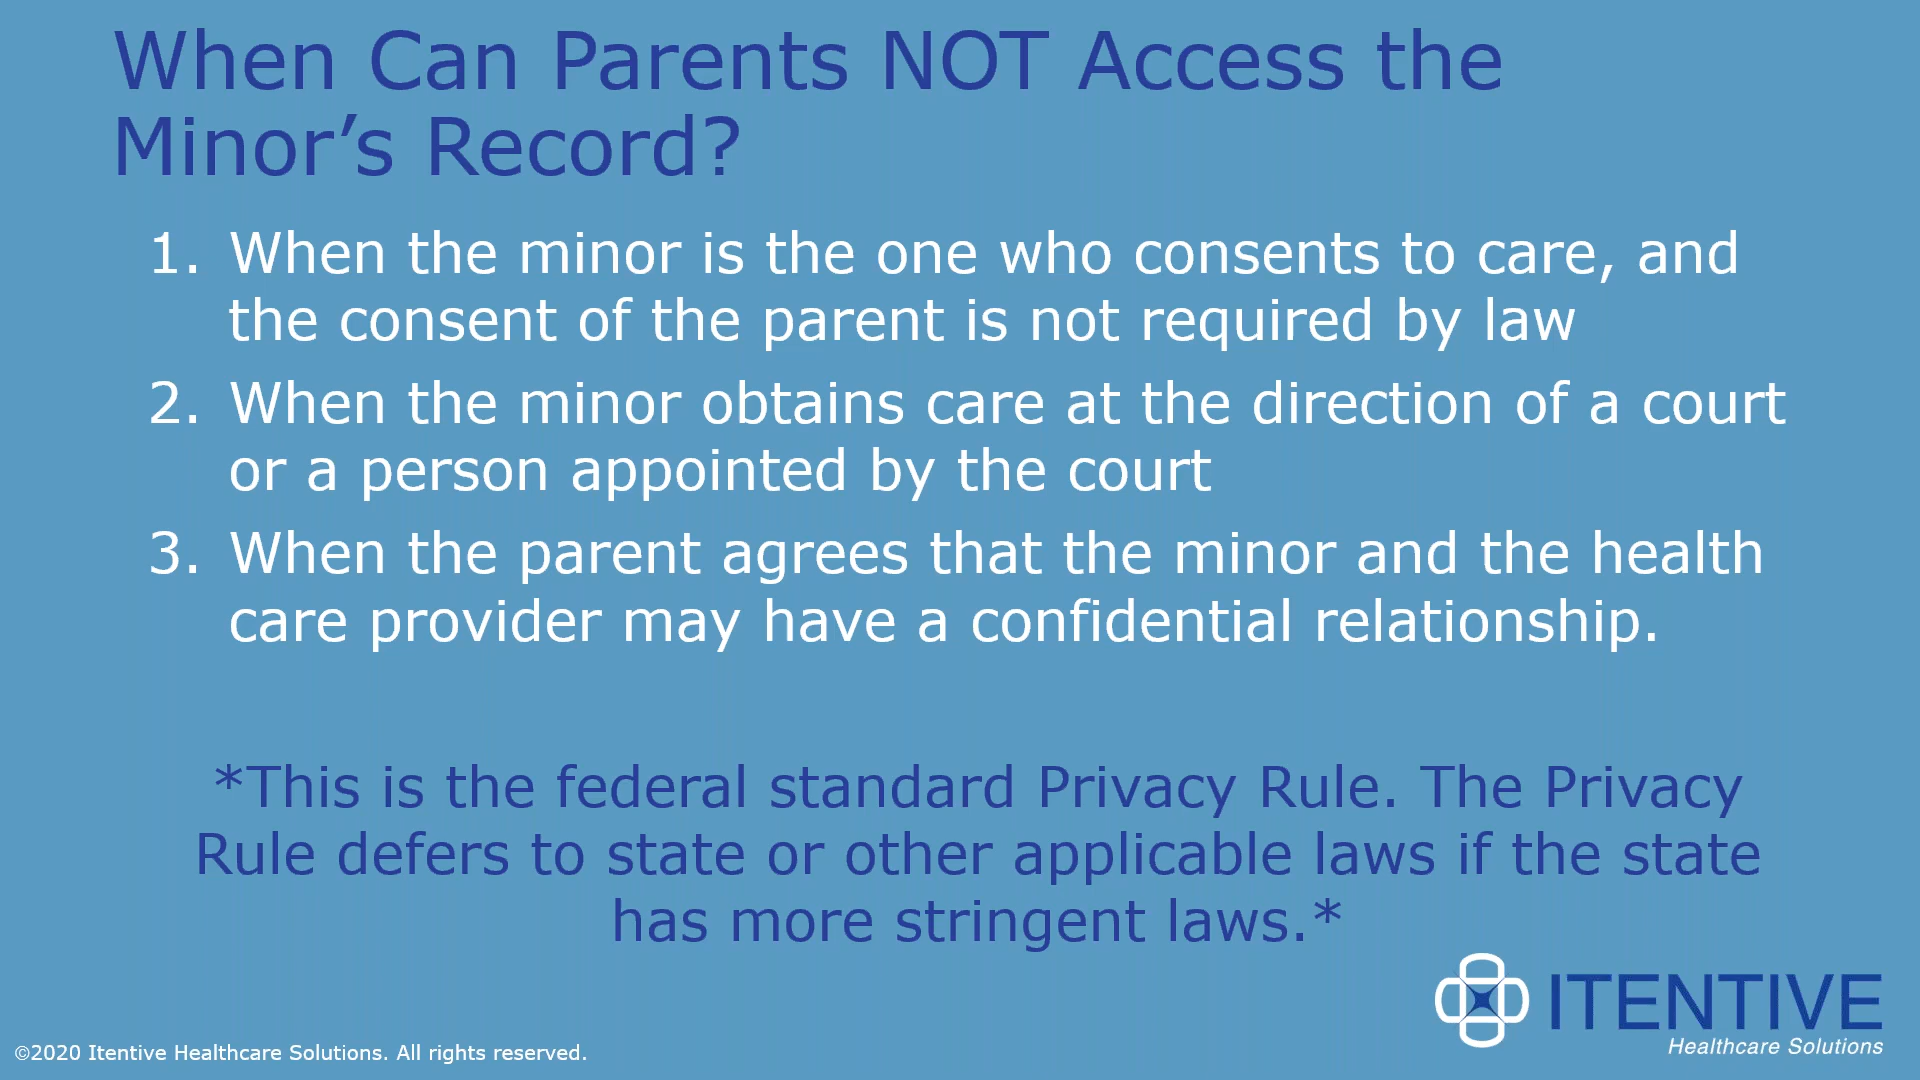 When Can Parents NOT Access the
Minor’s Record?
1. When the minor is the one who consents to care, and
the consent of the parent is not required by law
2. When the minor obtains care at the direction of a court
or a person appointed by the court
3. When the parent agrees that the minor and the health
care provider may have a confidential relationship.
*This is the federal standard Privacy Rule. The Privacy
Rule defers to state or other applicable laws if the state
has more stringent laws.*
ITENTIVE
Healthcare Solutions
©2020 Itentive Healthcare Solutions. All rights reserved.